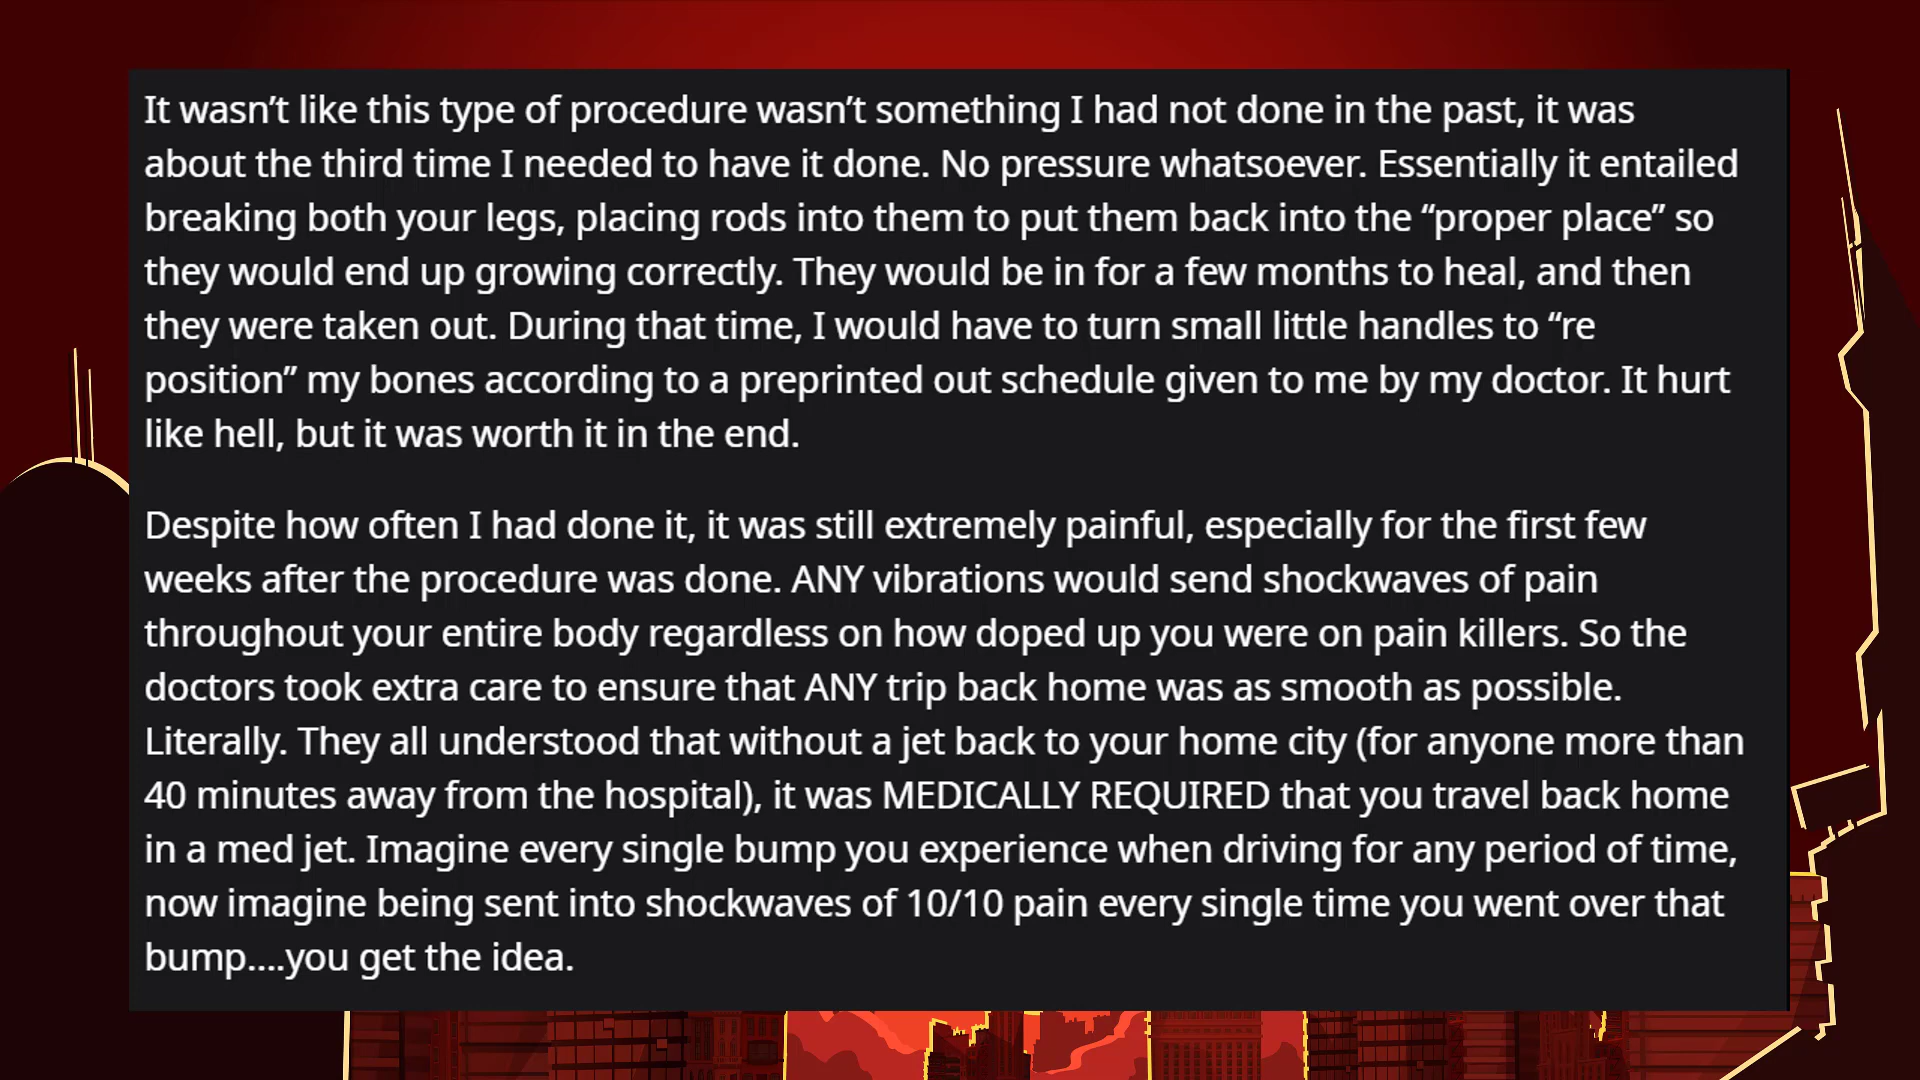 It wasn’t like this type of procedure wasn’t something I had not done in the past, it was
about the third time I needed to have it done. No pressure whatsoever. Essentially it entailed
breaking both your legs, placing rods into them to put them back into the “proper place” so
they would end up growing correctly. They would be in for a few months to heal, and then
they were taken out. During that time, I would have to turn small little handles to “re
position” my bones according to a preprinted out schedule given to me by my doctor. It hurt
like hell, but it was worth it in the end.
Despite how often I had done it, it was still extremely painful, especially for the first few
weeks after the procedure was done. ANY vibrations would send shockwaves of pain
throughout your entire body regardless on how doped up you were on pain killers. So the
doctors took extra care to ensure that ANY trip back home was as smooth as possible.
Literally. They all understood that without a jet back to your home city (for anyone more than
40 minutes away from the hospital), it was MEDICALLY REQUIRED that you travel back home
in a med jet. Imagine every single bump you experience when driving for any period of time,
now imagine being sent into shockwaves of 10/10 pain every single time you went over that
bump....you get the idea.